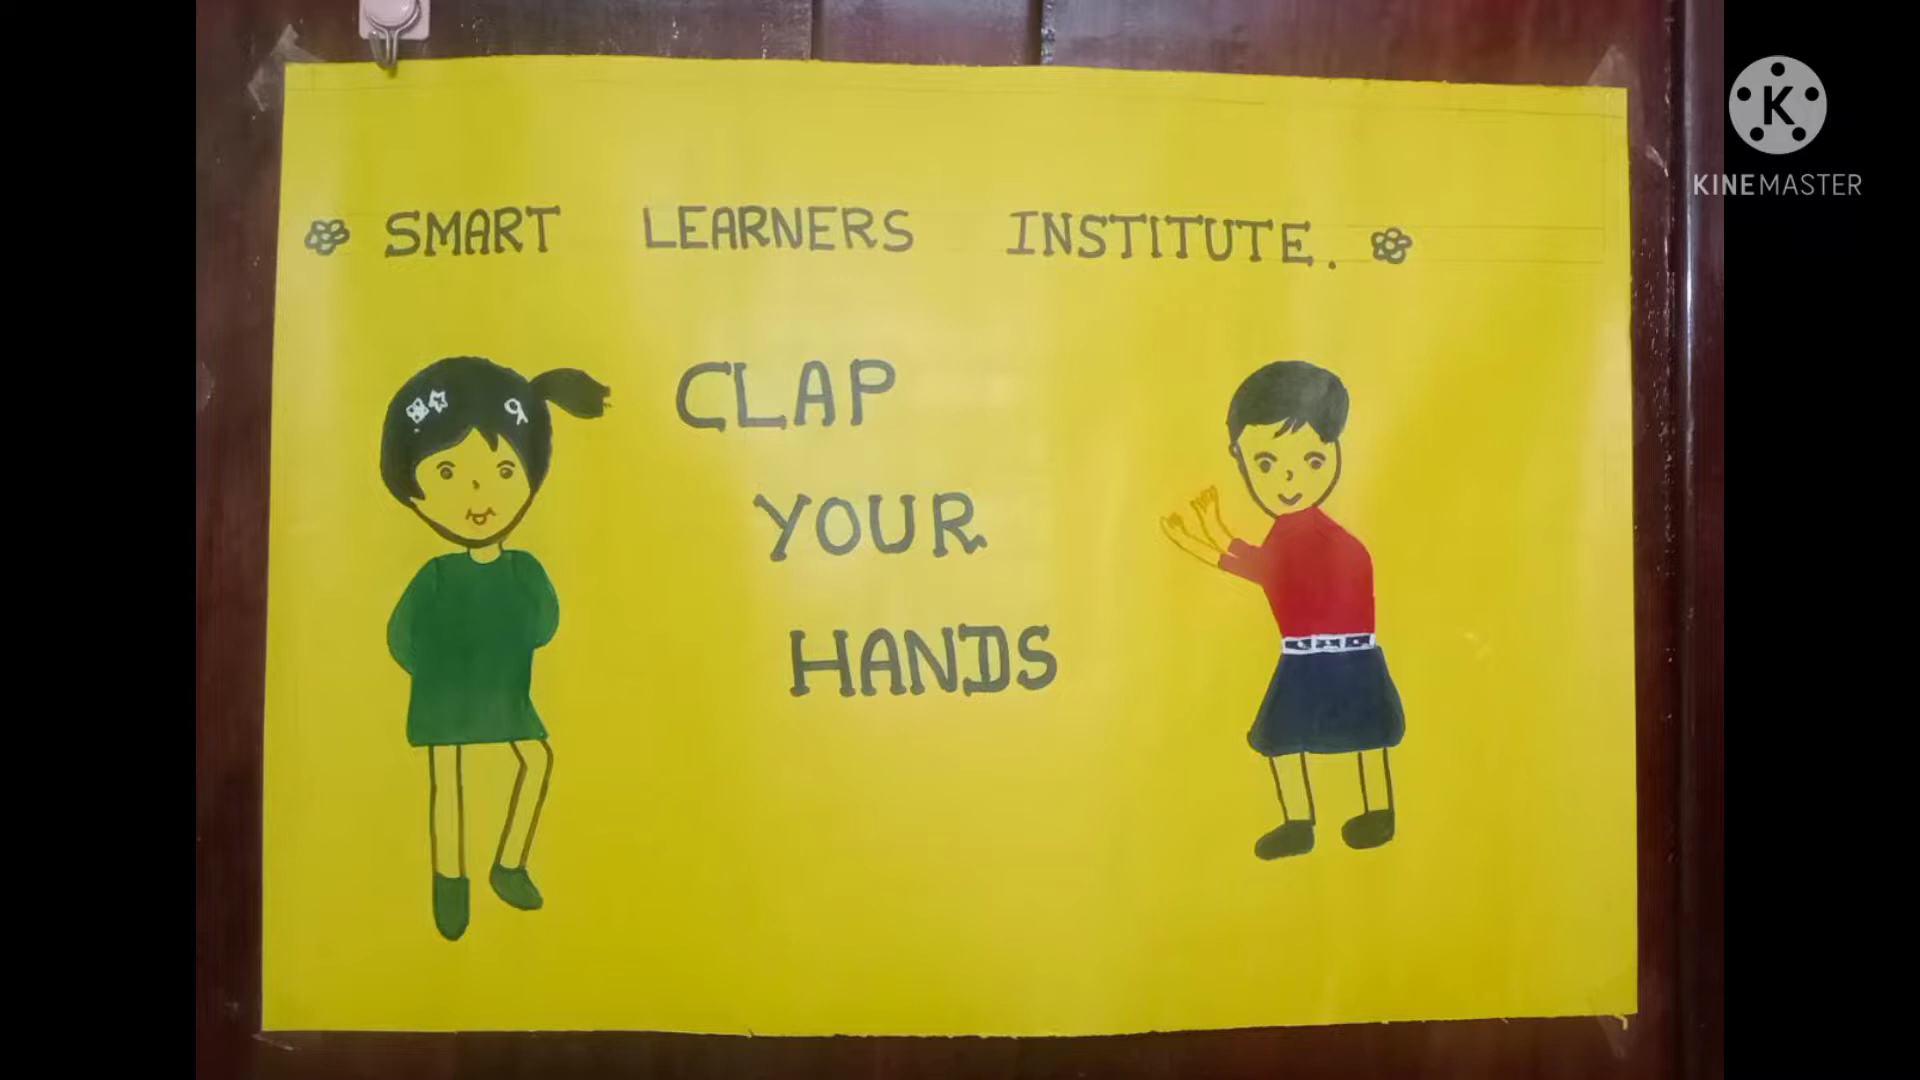 SMART LEARNERS INSTITUTE.
CLAP
YOUR
HANDS
K
KINEMASTER